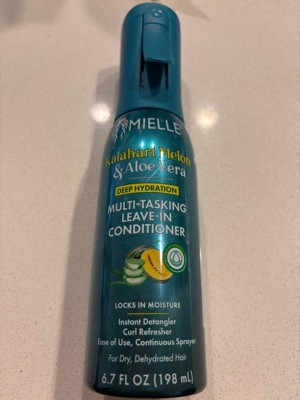 MIELLE
Kalahari Melon
& Aloe Vera
DEEP HYDRATION
MULTI-TASKING
LEAVE-IN
CONDITIONER
LOCKS IN MOISTURE
Instant Detangler
Curl Refresher
Ease of Use, Continuous Sprayer
For Dry, Dehydrated Hair
6.7 FL OZ (198 mL)